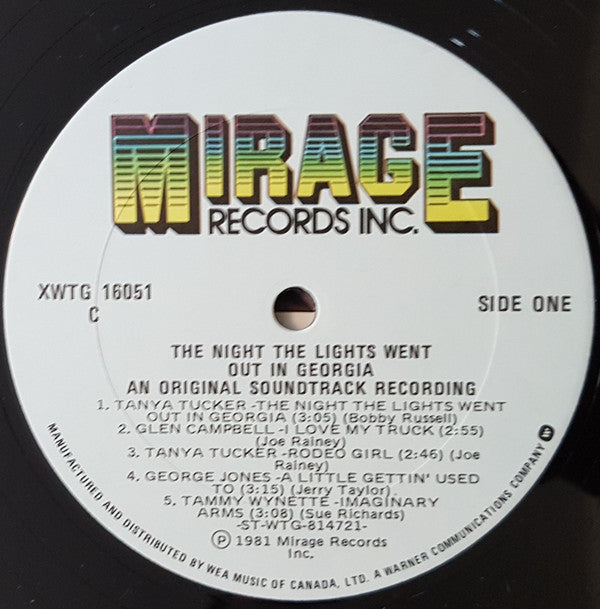 MIRAGE
RECORDS INC.
XWTG 16051
C
SIDE ONE
THE NIGHT THE LIGHTS WENT
OUT IN GEORGIA
AN ORIGINAL SOUNDTRACK RECORDING
1. TANYA TUCKER -THE NIGHT THE LIGHTS WENT
OUT IN GEORGIA (3:05) (Bobby Russell)
2. GLEN CAMPBELL -I LOVE MY TRUCK (2:55)
(Joe Rainey)
3. TANYA TUCKER -RODEO GIRL (2:46) (Joe
Rainey)
4. GEORGE JONES -A LITTLE GETTIN' USED
TO (3:15) (Jerry Taylor)
5. TAMMY WYNETTE -IMAGINARY
ARMS (3:08) (Sue Richards)
-ST-WTG-814721-
℗ 1981 Mirage Records
Inc.
MANUFACTURED AND DISTRIBUTED BY WEA MUSIC OF CANADA, LTD. A WARNER COMMUNICATIONS COMPANY